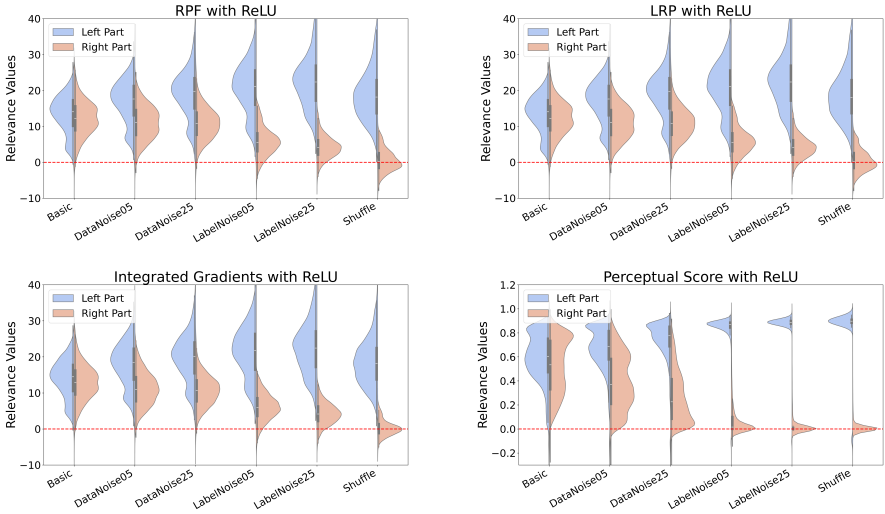 RPF with ReLU
Relevance Values
40
30
20
10
0
−10
Left Part
Right Part
Basic
DataNoise05
DataNoise25
LabelNoise05
LabelNoise25
Shuffle
LRP with ReLU
Relevance Values
40
30
20
10
0
−10
Left Part
Right Part
Basic
DataNoise05
DataNoise25
LabelNoise05
LabelNoise25
Shuffle
Integrated Gradients with ReLU
Relevance Values
40
30
20
10
0
−10
Left Part
Right Part
Basic
DataNoise05
DataNoise25
LabelNoise05
LabelNoise25
Shuffle
Perceptual Score with ReLU
Relevance Values
1.2
1.0
0.8
0.6
0.4
0.2
0.0
−0.2
Left Part
Right Part
Basic
DataNoise05
DataNoise25
LabelNoise05
LabelNoise25
Shuffle